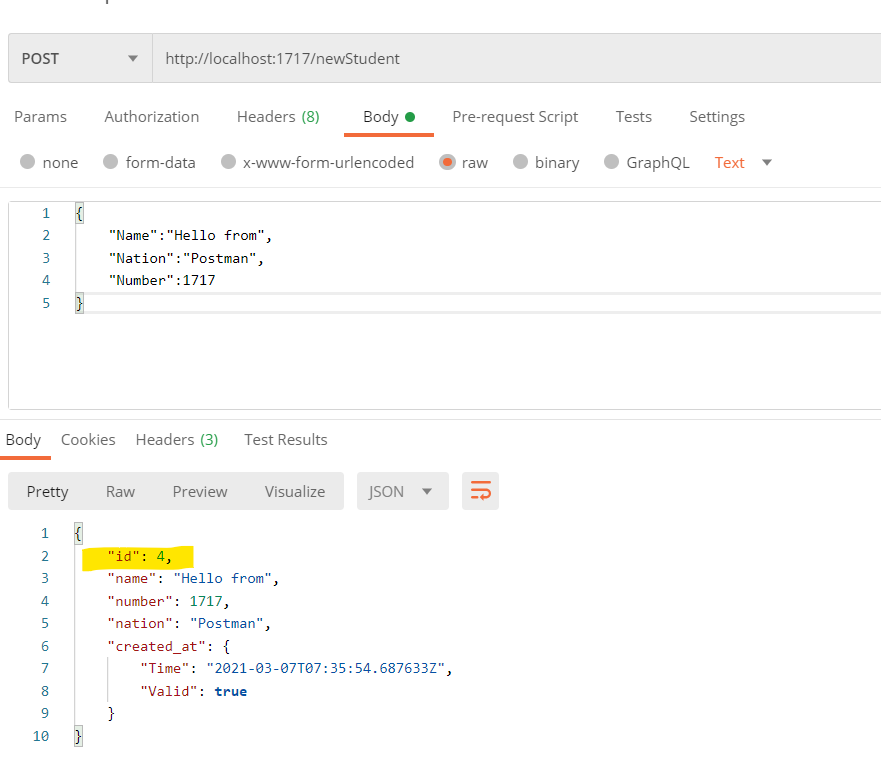 POST http://localhost:1717/newStudent
Params Authorization Headers (8) Body Pre-request Script Tests Settings
none form-data x-www-form-urlencoded raw binary GraphQL Text
1 {
2 "Name":"Hello from",
3 "Nation":"Postman",
4 "Number":1717
5 }
Body Cookies Headers (3) Test Results
Pretty Raw Preview Visualize JSON
1 {
2 "id": 4,
3 "name": "Hello from",
4 "number": 1717,
5 "nation": "Postman",
6 "created_at": {
7 "Time": "2021-03-07T07:35:54.687633Z",
8 "Valid": true
9 }
10 }